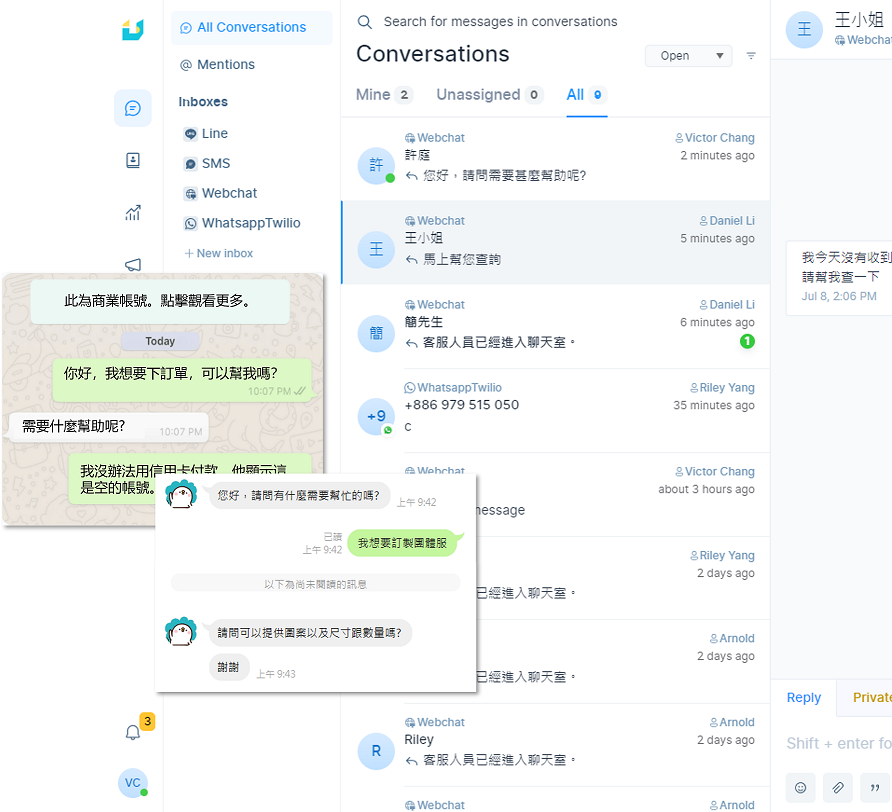 All Conversations
@ Mentions
Inboxes
Line
SMS
Webchat
WhatsappTwilio
+ New inbox
Search for messages in conversations
Conversations
Open
Mine 2
Unassigned 0
All 9
許
Webchat
Victor Chang
許庭
2 minutes ago
您好，請問需要甚麼幫助呢?
王
Webchat
Daniel Li
王小姐
5 minutes ago
馬上幫您查詢
簡
Webchat
Daniel Li
簡先生
6 minutes ago
客服人員已經進入聊天室。
1
+9
WhatsappTwilio
Riley Yang
+886 979 515 050
35 minutes ago
c
Webchat
Victor Chang
about 3 hours ago
message
Riley Yang
2 days ago
已經進入聊天室。
Arnold
2 days ago
已經進入聊天室。
R
Webchat
Arnold
Riley
2 days ago
客服人員已經進入聊天室。
Webchat
Arnold
王
王小姐
Webchat
我今天沒有收到
請幫我查一下
Jul 8, 2:06 PM
Reply
Private
Shift + enter fo
此為商業帳號。點擊觀看更多。
Today
你好，我想要下訂單，可以幫我嗎？
10:07 PM
需要什麼幫助呢?
10:07 PM
我沒辦法用信用卡付款，他顯示這
是空的帳號。
您好，請問有什麼需要幫忙的嗎?
上午 9:42
已讀
上午 9:42
我想要訂製團體服
以下為尚未閱讀的訊息
請問可以提供圖案以及尺寸跟數量嗎?
謝謝
上午 9:43
3
VC